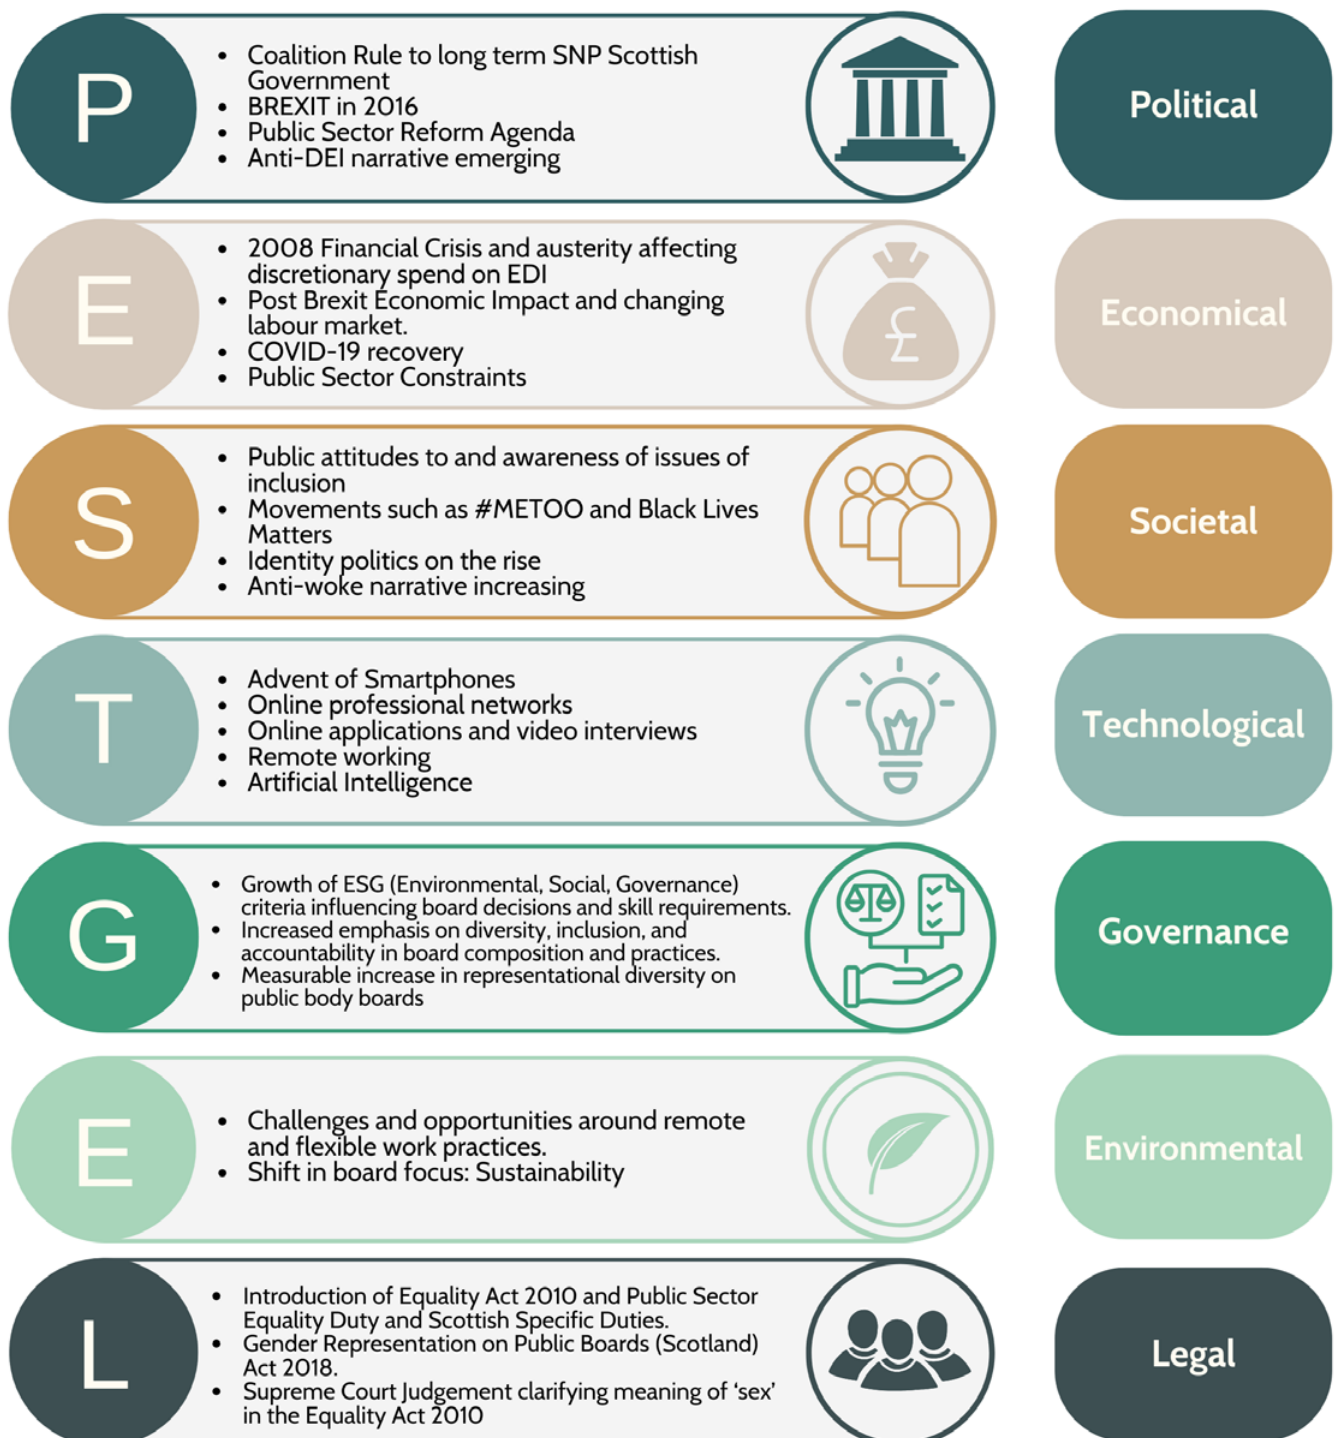 P
• Coalition Rule to long term SNP Scottish
Government
• BREXIT in 2016
• Public Sector Reform Agenda
• Anti-DEI narrative emerging
Political
E
• 2008 Financial Crisis and austerity affecting
discretionary spend on EDI
• Post Brexit Economic Impact and changing
labour market.
• COVID-19 recovery
• Public Sector Constraints
£
Economical
S
• Public attitudes to and awareness of issues of
inclusion
• Movements such as #METOO and Black Lives
Matters
• Identity politics on the rise
• Anti-woke narrative increasing
Societal
T
• Advent of Smartphones
• Online professional networks
• Online applications and video interviews
• Remote working
• Artificial Intelligence
Technological
G
• Growth of ESG (Environmental, Social, Governance)
criteria influencing board decisions and skill requirements.
• Increased emphasis on diversity, inclusion, and
accountability in board composition and practices.
• Measurable increase in representational diversity on
public body boards
Governance
E
• Challenges and opportunities around remote
and flexible work practices.
• Shift in board focus: Sustainability
Environmental
L
• Introduction of Equality Act 2010 and Public Sector
Equality Duty and Scottish Specific Duties.
• Gender Representation on Public Boards (Scotland)
Act 2018.
• Supreme Court Judgement clarifying meaning of ‘sex’
in the Equality Act 2010
Legal